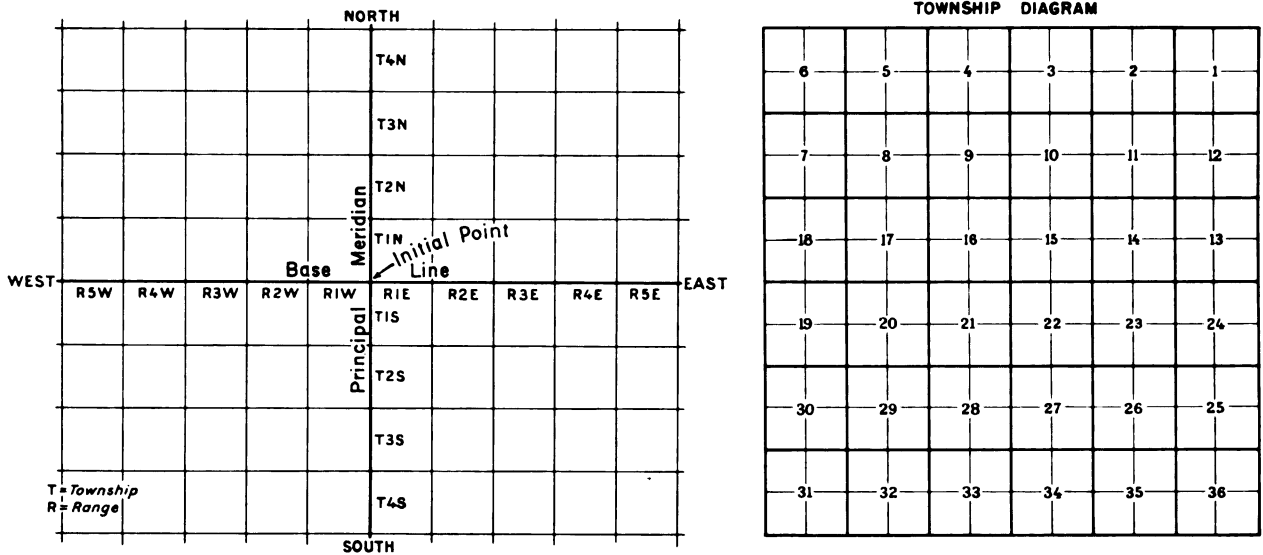 NORTH
T4N
T3N
T2N
T1N
Meridian
Initial Point
Base Line
WEST
EAST
R5W R4W R3W R2W R1W R1E R2E R3E R4E R5E
Principal
T1S
T2S
T3S
T4S
T = Township
R = Range
SOUTH
TOWNSHIP DIAGRAM
6 5 4 3 2 1
7 8 9 10 11 12
18 17 16 15 14 13
19 20 21 22 23 24
30 29 28 27 26 25
31 32 33 34 35 36